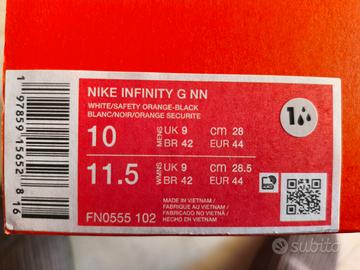 NIKE INFINITY G NN
WHITE/SAFETY ORANGE-BLACK
BLANC/NOIR/ORANGE SECURITE
10 MENS UK 9 cm 28
BR 42 EUR 44
11.5 WMNS UK 9 cm 28.5
BR 42 EUR 44
FN0555 102
MADE IN VIETNAM /
FABRIQUE AU VIETNAM /
FABRICADO NO VIETNÃ /
HECHO EN VIETNAM
1 97859 15652 8 16
subito